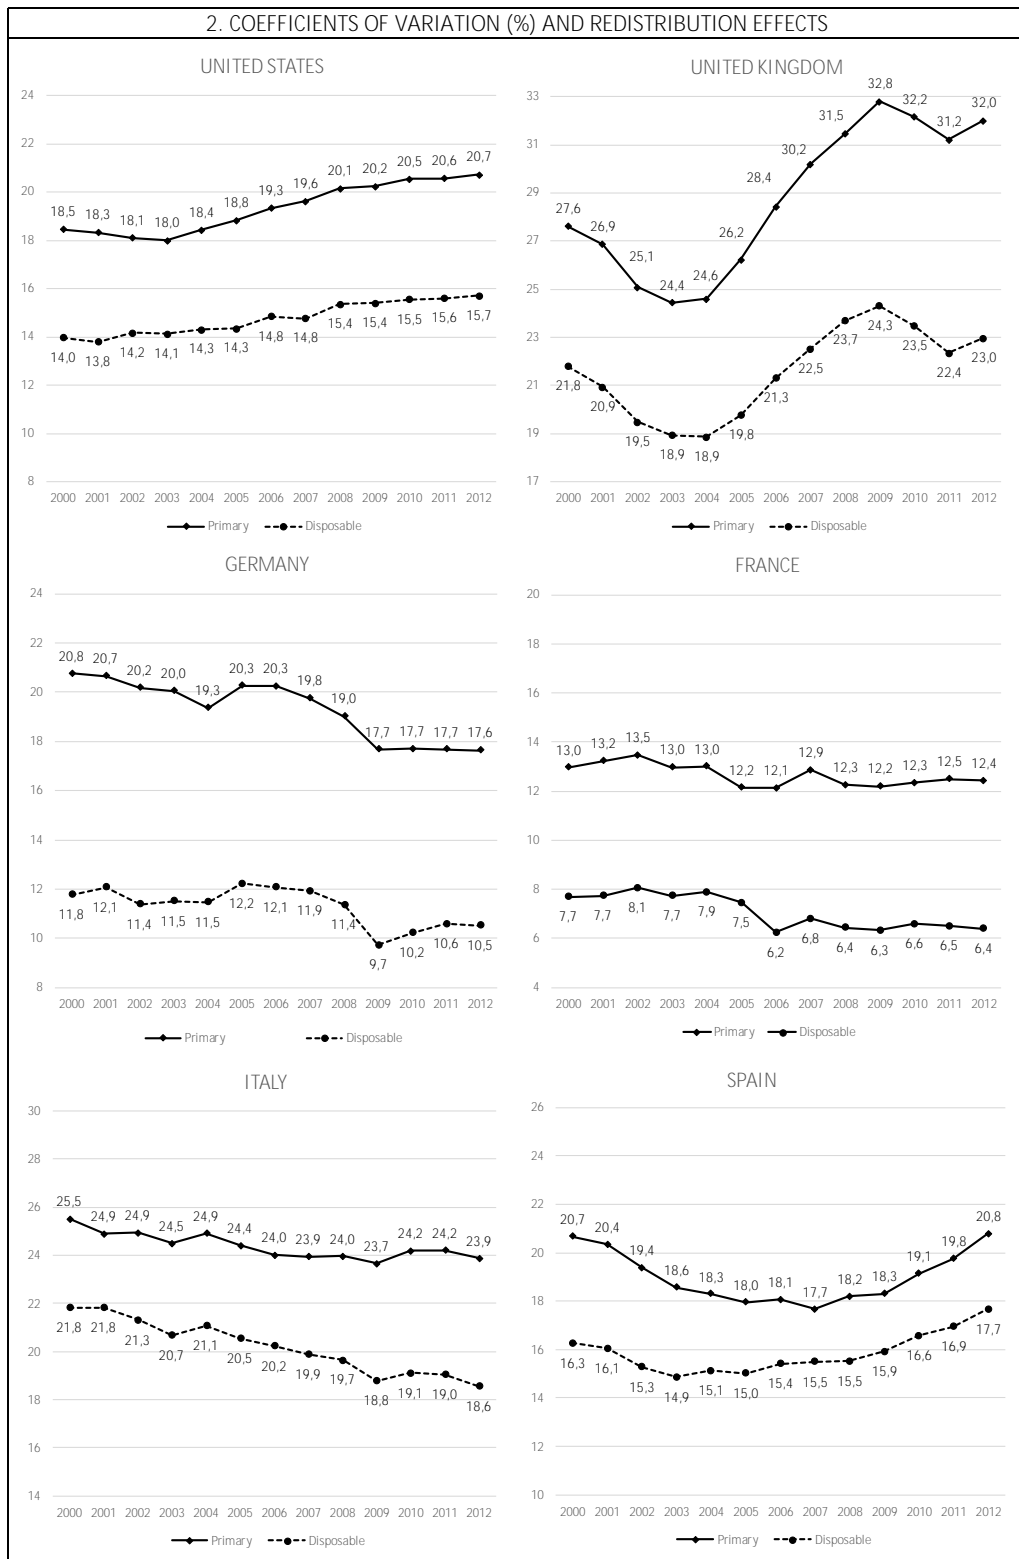 2. COEFFICIENTS OF VARIATION (%) AND REDISTRIBUTION EFFECTS
UNITED STATES
24
22
20
18
16
14
12
10
8
18,5 18,3 18,1 18,0 18,4 18,8 19,3 19,6 20,1 20,2 20,5 20,6 20,7
14,0 13,8 14,2 14,1 14,3 14,3 14,8 14,8 15,4 15,4 15,5 15,6 15,7
2000 2001 2002 2003 2004 2005 2006 2007 2008 2009 2010 2011 2012
Primary Disposable
UNITED KINGDOM
33
31
29
27
25
23
21
19
17
27,6 26,9 25,1 24,4 24,6 26,2 28,4 30,2 31,5 32,8 32,2 31,2 32,0
21,8 20,9 19,5 18,9 18,9 19,8 21,3 22,5 23,7 24,3 23,5 22,4 23,0
2000 2001 2002 2003 2004 2005 2006 2007 2008 2009 2010 2011 2012
Primary Disposable
GERMANY
24
22
20
18
16
14
12
10
8
20,8 20,7 20,2 20,0 19,3 20,3 20,3 19,8 19,0 17,7 17,7 17,7 17,6
11,8 12,1 11,4 11,5 11,5 12,2 12,1 11,9 11,4 9,7 10,2 10,6 10,5
2000 2001 2002 2003 2004 2005 2006 2007 2008 2009 2010 2011 2012
Primary Disposable
FRANCE
20
18
16
14
12
10
8
6
4
13,0 13,2 13,5 13,0 13,0 12,2 12,1 12,9 12,3 12,2 12,3 12,5 12,4
7,7 7,7 8,1 7,7 7,9 7,5 6,2 6,8 6,4 6,3 6,6 6,5 6,4
2000 2001 2002 2003 2004 2005 2006 2007 2008 2009 2010 2011 2012
Primary Disposable
ITALY
30
28
26
24
22
20
18
16
14
25,5 24,9 24,9 24,5 24,9 24,4 24,0 23,9 24,0 23,7 24,2 24,2 23,9
21,8 21,8 21,3 20,7 21,1 20,5 20,2 19,9 19,7 18,8 19,1 19,0 18,6
2000 2001 2002 2003 2004 2005 2006 2007 2008 2009 2010 2011 2012
Primary Disposable
SPAIN
26
24
22
20
18
16
14
12
10
20,7 20,4 19,4 18,6 18,3 18,0 18,1 17,7 18,2 18,3 19,1 19,8 20,8
16,3 16,1 15,3 14,9 15,1 15,0 15,4 15,5 15,5 15,9 16,6 16,9 17,7
2000 2001 2002 2003 2004 2005 2006 2007 2008 2009 2010 2011 2012
Primary Disposable